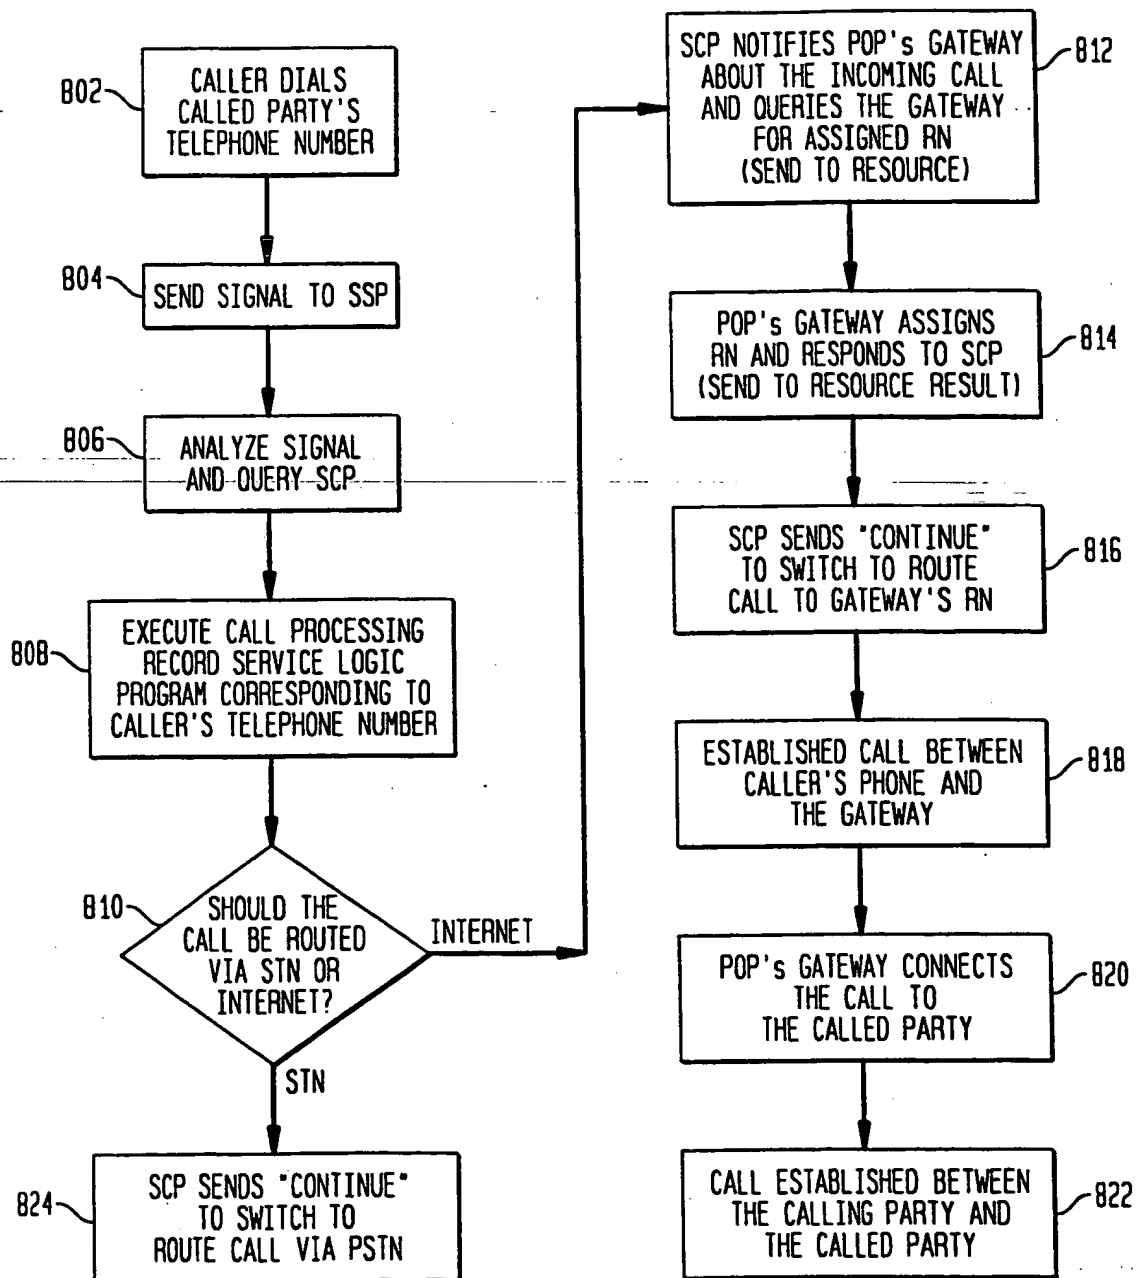 802
CALLER DIALS
CALLED PARTY'S
TELEPHONE NUMBER
804
SEND SIGNAL TO SSP
806
ANALYZE SIGNAL
AND QUERY SCP
808
EXECUTE CALL PROCESSING
RECORD SERVICE LOGIC
PROGRAM CORRESPONDING TO
CALLER'S TELEPHONE NUMBER
810
SHOULD THE
CALL BE ROUTED
VIA STN OR
INTERNET?
INTERNET
STN
824
SCP SENDS "CONTINUE"
TO SWITCH TO
ROUTE CALL VIA PSTN
SCP NOTIFIES POP's GATEWAY
ABOUT THE INCOMING CALL
AND QUERIES THE GATEWAY
FOR ASSIGNED RN
(SEND TO RESOURCE)
812
POP's GATEWAY ASSIGNS
RN AND RESPONDS TO SCP
(SEND TO RESOURCE RESULT)
814
SCP SENDS "CONTINUE"
TO SWITCH TO ROUTE
CALL TO GATEWAY'S RN
816
ESTABLISHED CALL BETWEEN
CALLER'S PHONE AND
THE GATEWAY
818
POP's GATEWAY CONNECTS
THE CALL TO
THE CALLED PARTY
820
CALL ESTABLISHED BETWEEN
THE CALLING PARTY AND
THE CALLED PARTY
822